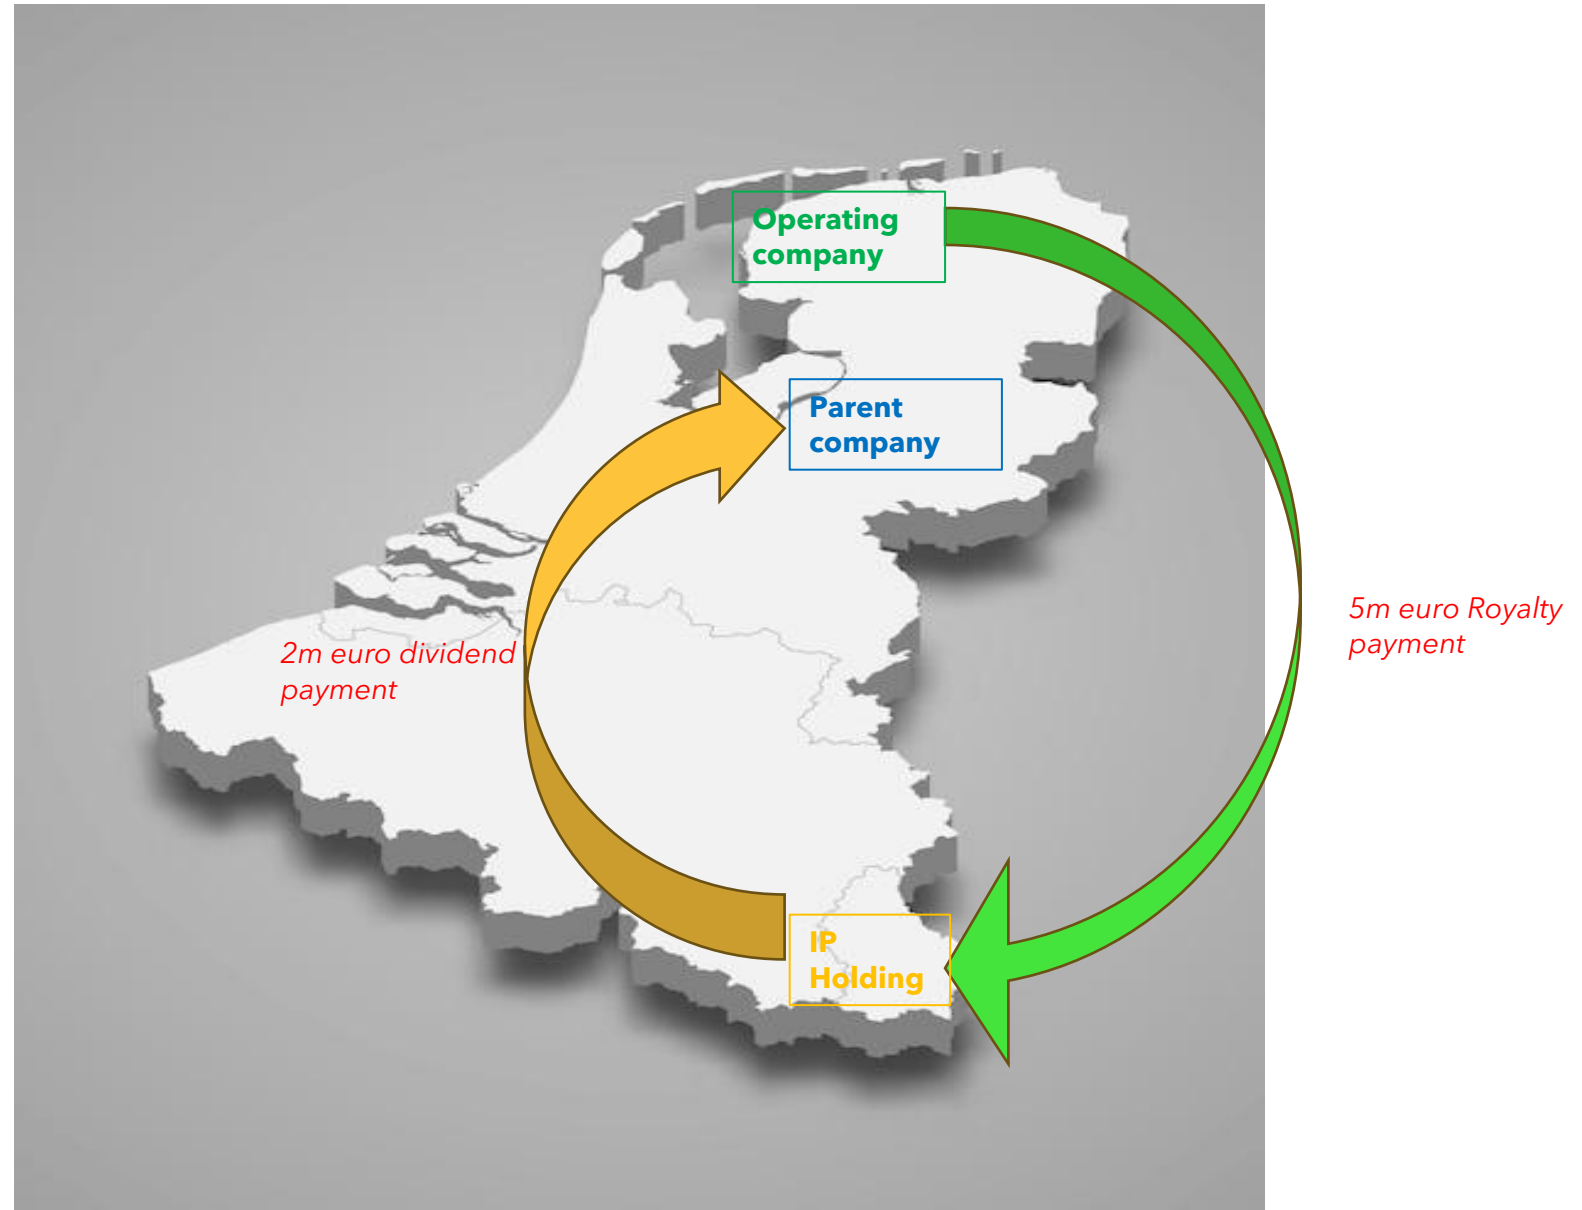 Operating
company
Parent
company
5m euro Royalty
payment
2m euro dividend
payment
IP
Holding